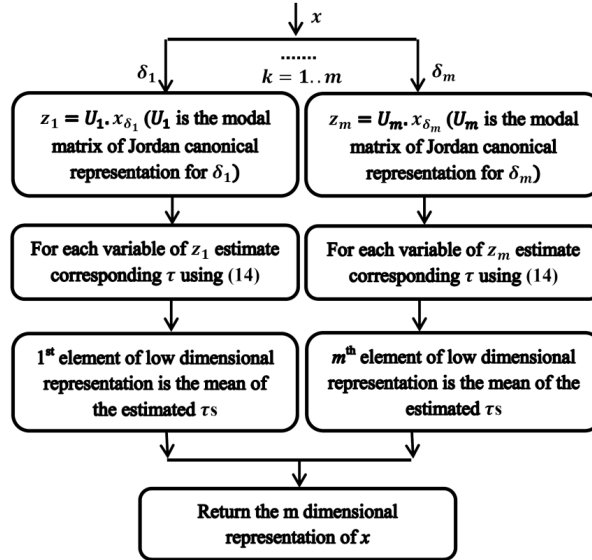 x
δ₁
.......
k = 1..m
δₘ
z₁ = U₁. x_δ₁ (U₁ is the modal
matrix of Jordan canonical
representation for δ₁)
zₘ = Uₘ. x_δₘ (Uₘ is the modal
matrix of Jordan canonical
representation for δₘ)
For each variable of z₁ estimate
corresponding τ using (14)
For each variable of zₘ estimate
corresponding τ using (14)
1ˢᵗ element of low dimensional
representation is the mean of
the estimated τs
mᵗʰ element of low dimensional
representation is the mean of the
estimated τs
Return the m dimensional
representation of x